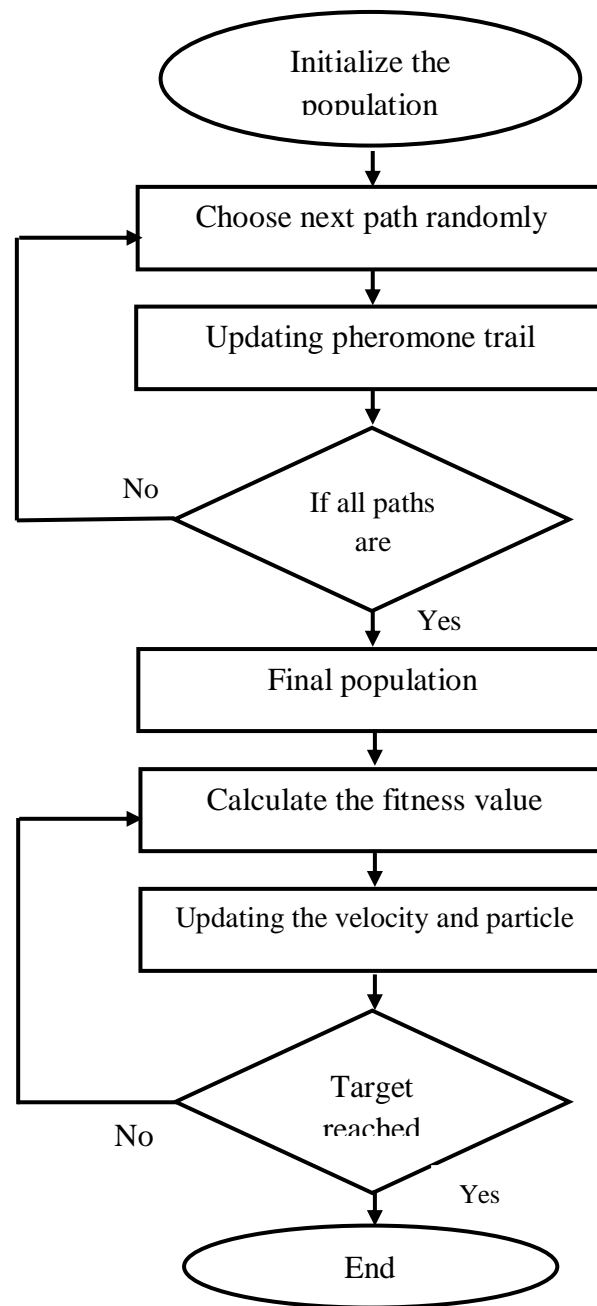 Initialize the
population
Choose next path randomly
Updating pheromone trail
No
If all paths
are
Yes
Final population
Calculate the fitness value
Updating the velocity and particle
Target
reached
No
Yes
End